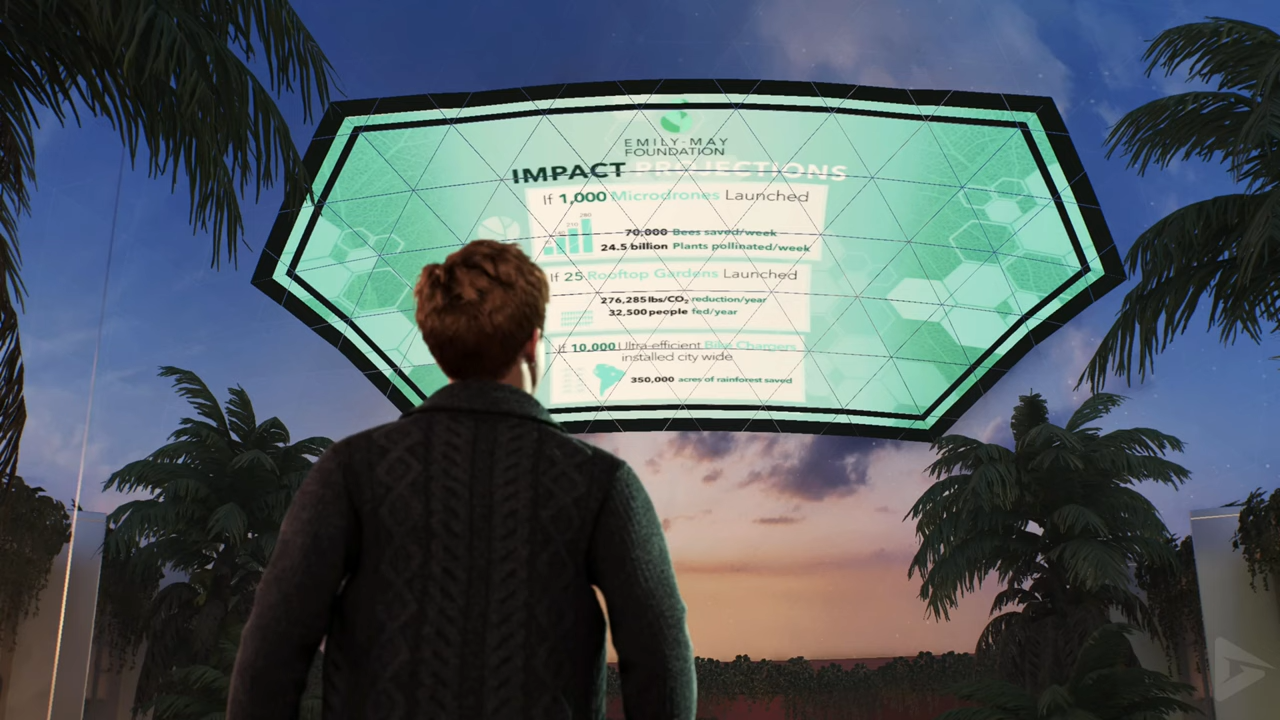 EMILY-MAY
FOUNDATION
IMPACT PROJECTIONS
If 1,000 Microdrones Launched
70,000 Bees saved/week
24.5 billion Plants pollinated/week
If 25 Rooftop Gardens Launched
276,285 lbs/CO₂ reduction/year
32,500 people fed/year
If 10,000 Ultra-efficient Bike Chargers
installed city wide
350,000 acres of rainforest saved